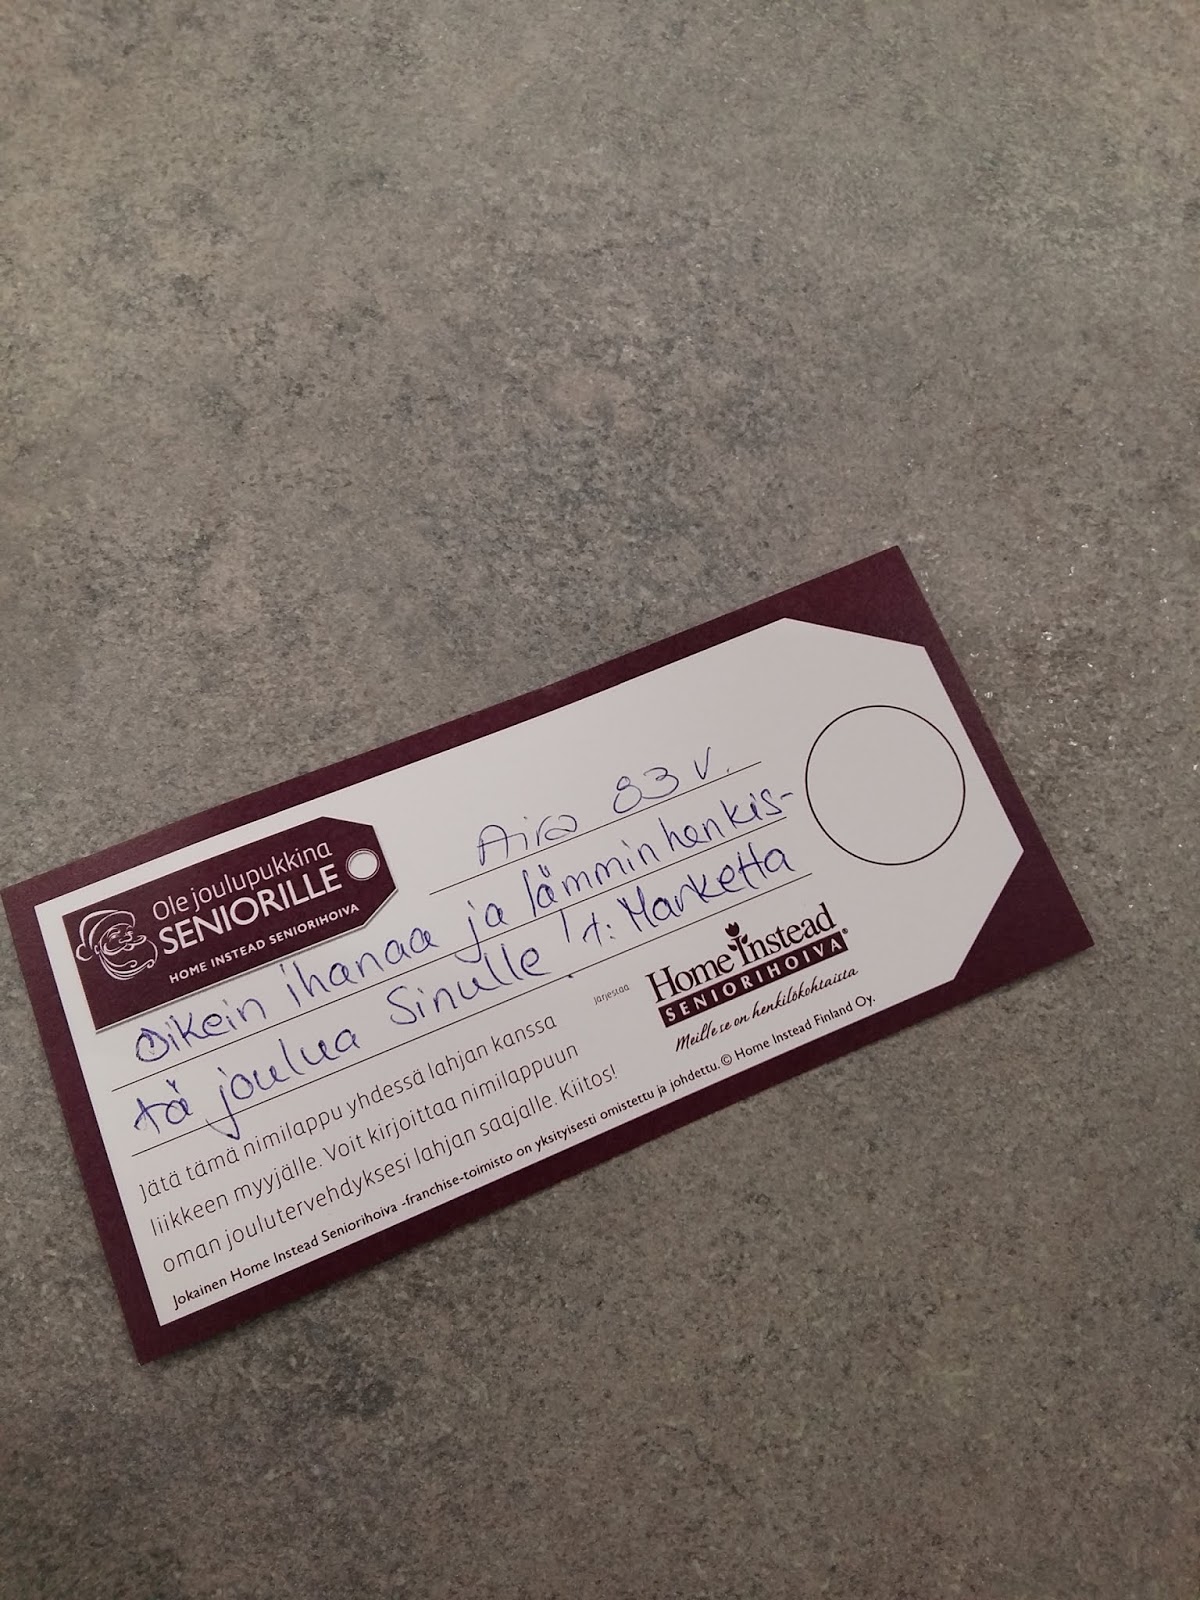 Ole joulupukkina
SENIORILLE
HOME INSTEAD SENIORIHOIVA
Aira 83 v.
Oikein ihanaa ja lämminhenkis-
tä joulua Sinulle! t: Marketta
Jätä tämä nimilappu yhdessä lahjan kanssa
liikkeen myyjälle. Voit kirjoittaa nimilappuun
oman joulutervehdyksesi lahjan saajalle. Kiitos!
Järjestää
Home Instead
SENIORIHOIVA®
Meille se on henkilökohtaista
Jokainen Home Instead Seniorihoiva -franchise-toimisto on yksityisesti omistettu ja johdettu. © Home Instead Finland Oy.